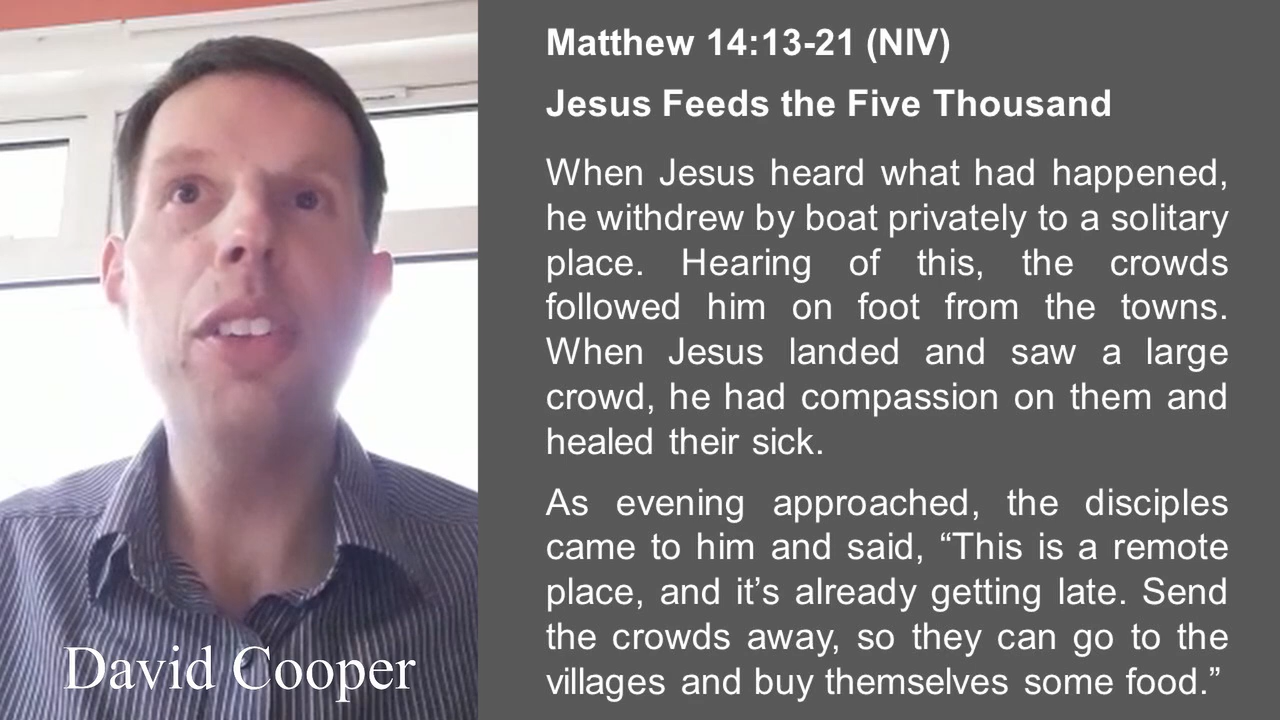 Matthew 14:13-21 (NIV)
Jesus Feeds the Five Thousand
When Jesus heard what had happened,
he withdrew by boat privately to a solitary
place. Hearing of this, the crowds
followed him on foot from the towns.
When Jesus landed and saw a large
crowd, he had compassion on them and
healed their sick.
As evening approached, the disciples
came to him and said, “This is a remote
place, and it’s already getting late. Send
the crowds away, so they can go to the
villages and buy themselves some food.”
David Cooper